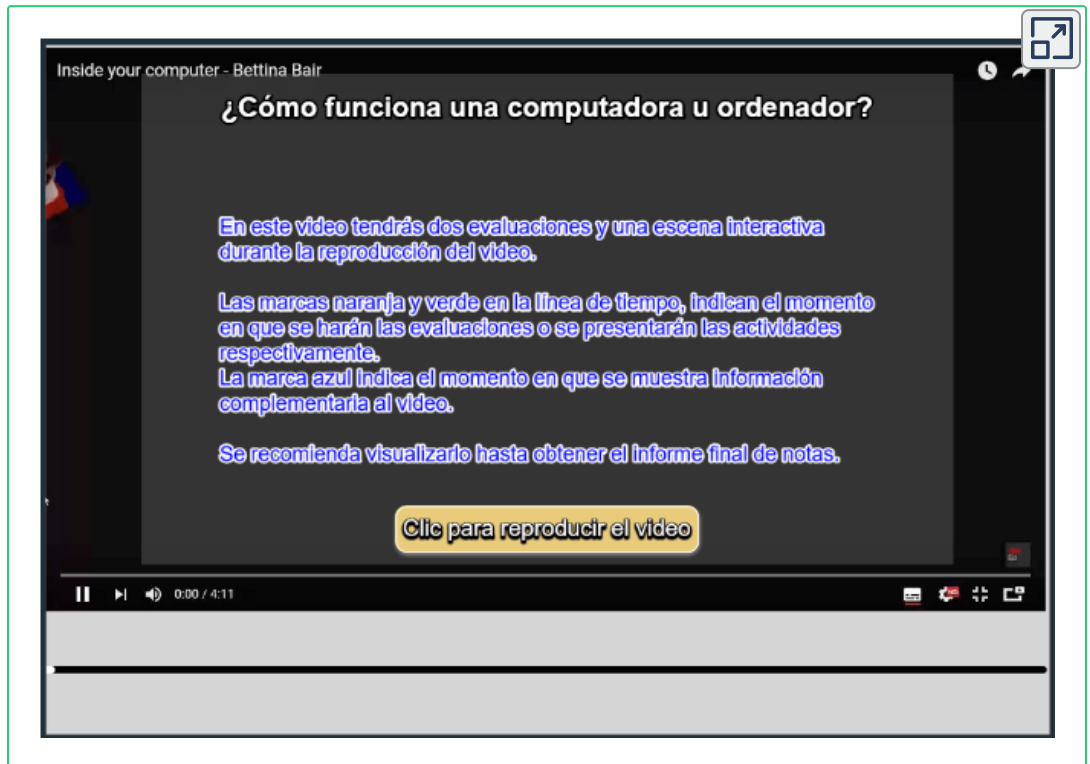 Inside your computer - Bettina Bair
¿Cómo funciona una computadora u ordenador?
En este video tendrás dos evaluaciones y una escena interactiva
durante la reproducción del video.
Las marcas naranja y verde en la línea de tiempo, indican el momento
en que se harán las evaluaciones o se presentarán las actividades
respectivamente.
La marca azul indica el momento en que se muestra información
complementaria al video.
Se recomienda visualizarlo hasta obtener el informe final de notas.
Clic para reproducir el video
0:00 / 4:11